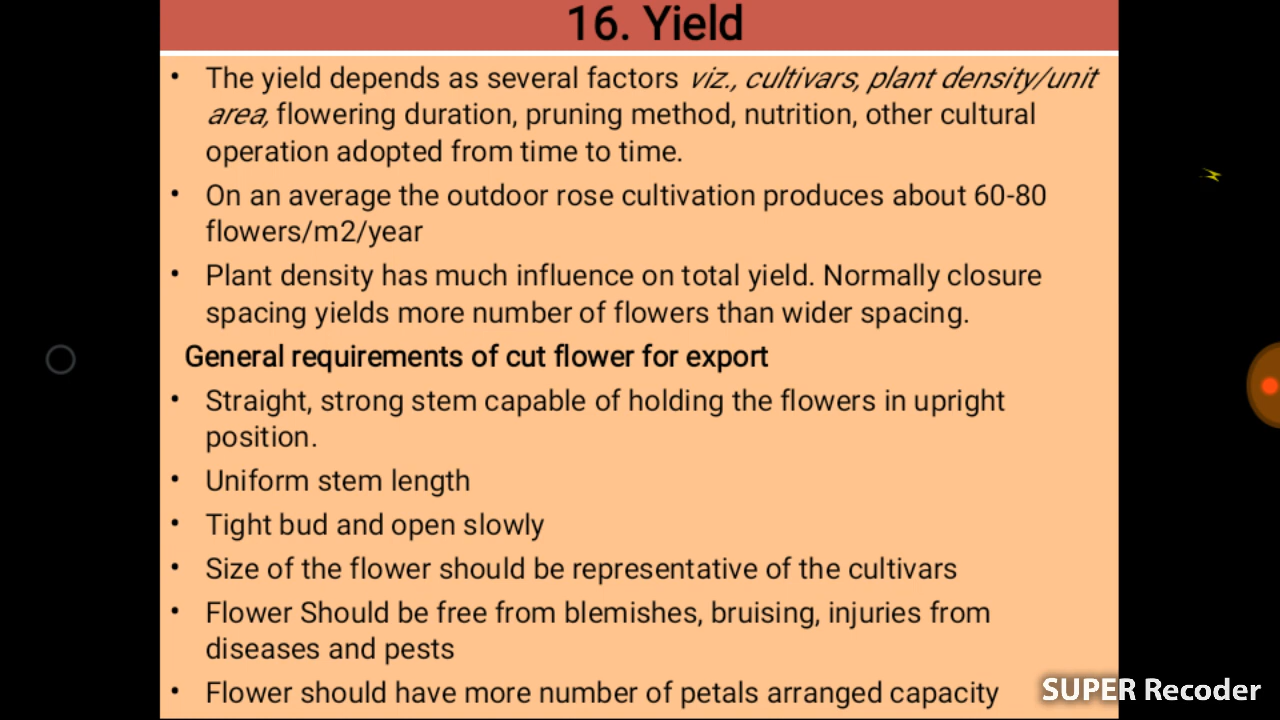 16. Yield
• The yield depends as several factors viz., cultivars, plant density/unit
area, flowering duration, pruning method, nutrition, other cultural
operation adopted from time to time.
• On an average the outdoor rose cultivation produces about 60-80
flowers/m2/year
• Plant density has much influence on total yield. Normally closure
spacing yields more number of flowers than wider spacing.
General requirements of cut flower for export
• Straight, strong stem capable of holding the flowers in upright
position.
• Uniform stem length
• Tight bud and open slowly
• Size of the flower should be representative of the cultivars
• Flower Should be free from blemishes, bruising, injuries from
diseases and pests
• Flower should have more number of petals arranged capacity
SUPER Recoder